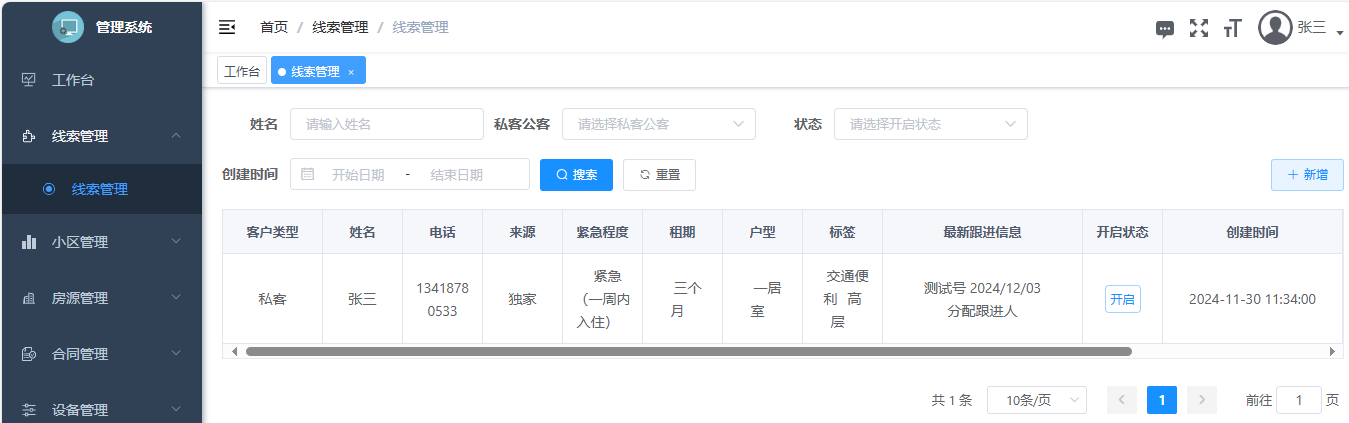 管理系统
首页 / 线索管理 / 线索管理
张三
工作台
线索管理 ×
工作台
线索管理
线索管理
小区管理
房源管理
合同管理
设备管理
姓名 请输入姓名 私客公客 请选择私客公客 状态 请选择开启状态
创建时间 开始日期 - 结束日期 搜索 重置 + 新增
客户类型 姓名 电话 来源 紧急程度 租期 户型 标签 最新跟进信息 开启状态 创建时间
私客
张三
1341878
0533
独家
紧急
（一周内
入住）
三个
月
一居
室
交通便
利 高
层
测试号 2024/12/03
分配跟进人
开启
2024-11-30 11:34:00
共 1 条 10条/页 1 前往 1 页